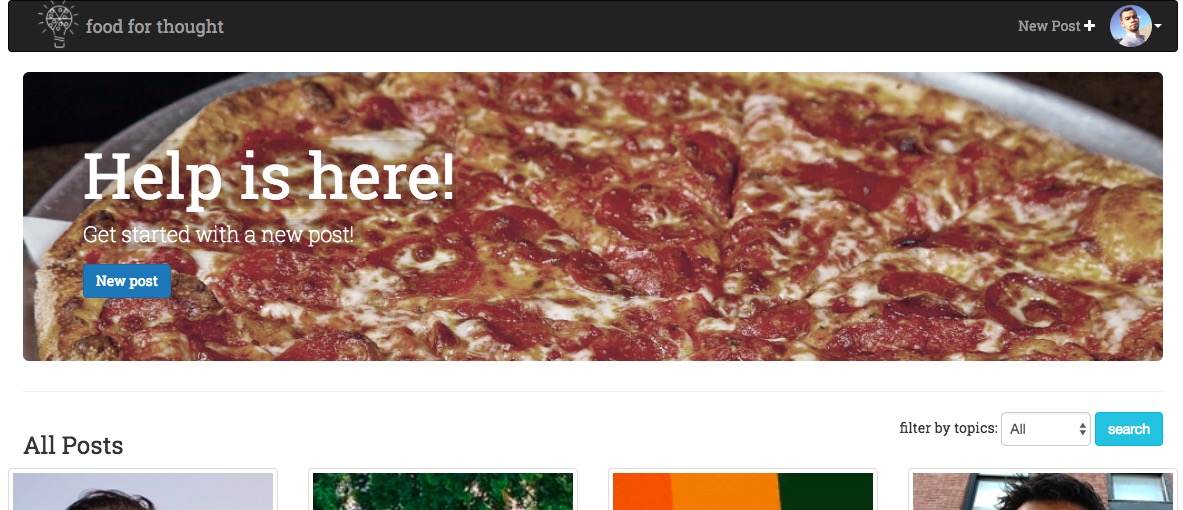 food for thought
New Post
Help is here!
Get started with a new post!
New post
filter by topics: All search
All Posts